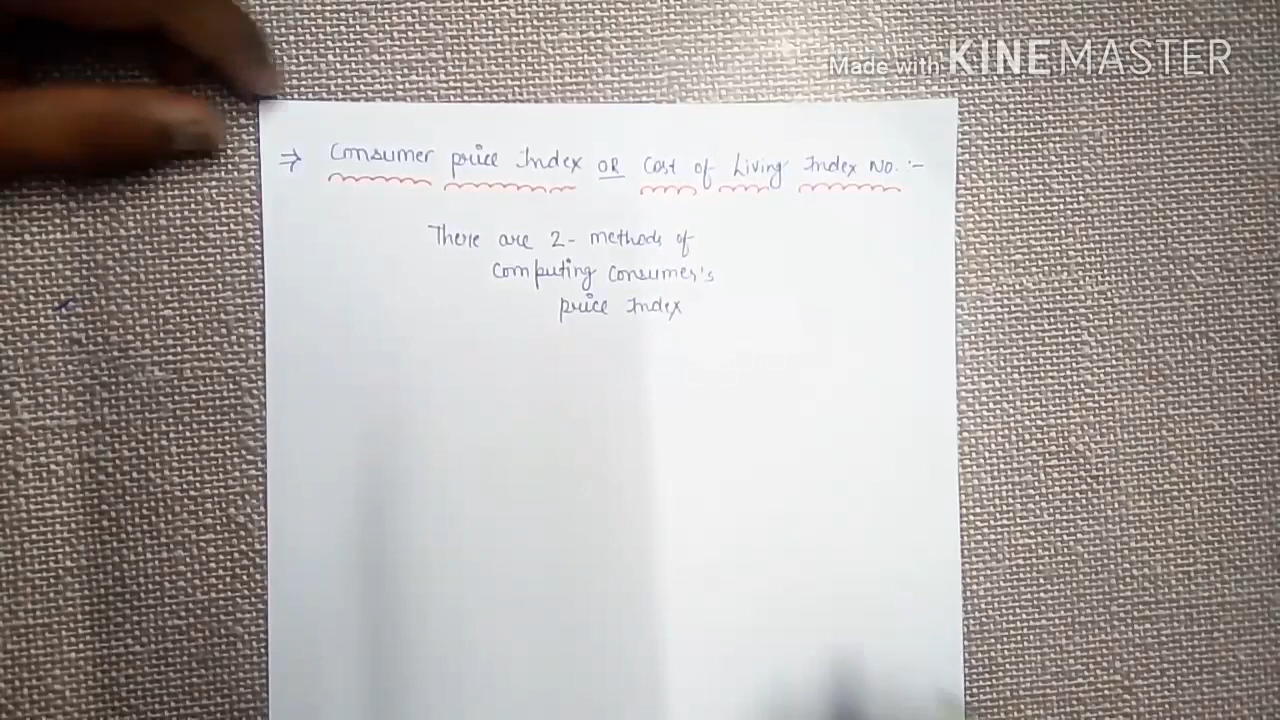 Made with KINEMASTER
⇒ Consumer price Index OR Cost of Living Index No. :-
There are 2- methods of
computing consumer's
price Index